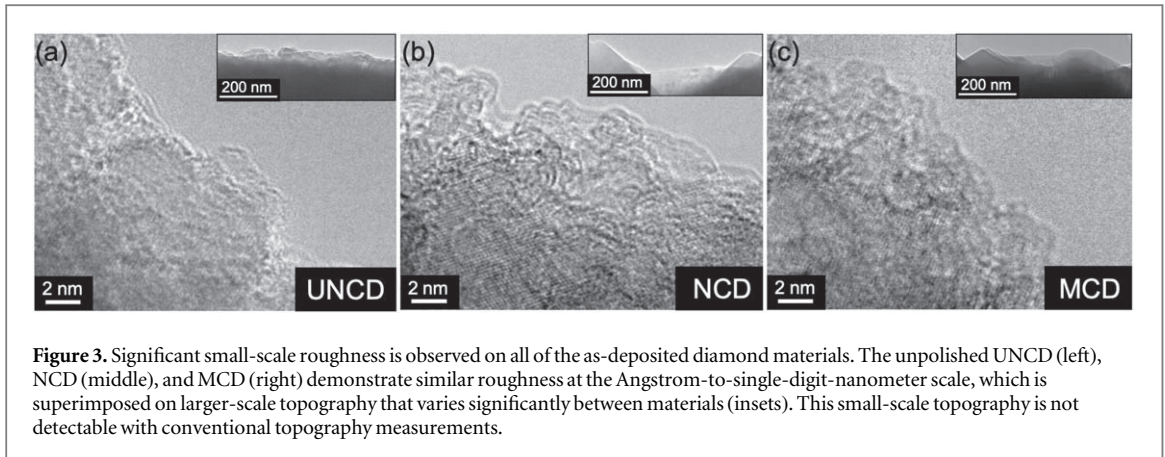 (a)
200 nm
2 nm
UNCD
(b)
200 nm
2 nm
NCD
(c)
200 nm
2 nm
MCD
Figure 3. Significant small-scale roughness is observed on all of the as-deposited diamond materials. The unpolished UNCD (left),
NCD (middle), and MCD (right) demonstrate similar roughness at the Angstrom-to-single-digit-nanometer scale, which is
superimposed on larger-scale topography that varies significantly between materials (insets). This small-scale topography is not
detectable with conventional topography measurements.